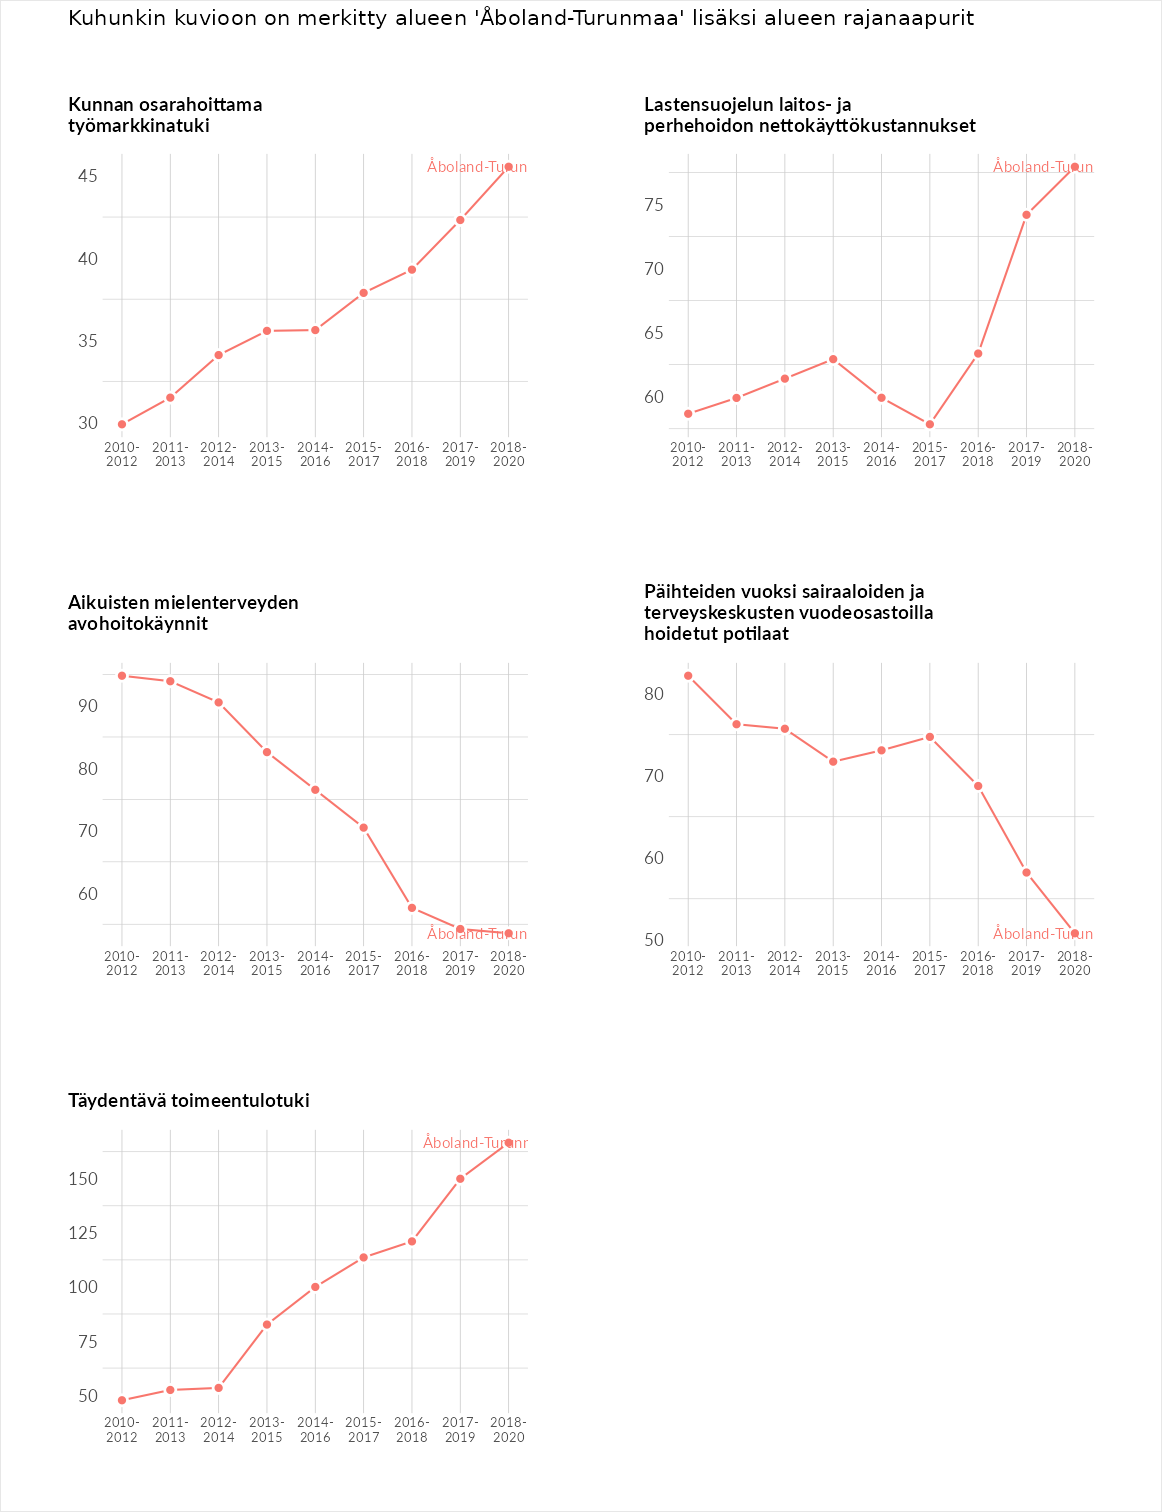 Kuhunkin kuvioon on merkitty alueen 'Åboland-Turunmaa' lisäksi alueen rajanaapurit
Kunnan osarahoittama
työmarkkinatuki
Åboland-Turun
45
40
35
30
2010- 2011- 2012- 2013- 2014- 2015- 2016- 2017- 2018-
2012 2013 2014 2015 2016 2017 2018 2019 2020
Lastensuojelun laitos- ja
perhehoidon nettokäyttökustannukset
Åboland-Turun
75
70
65
60
2010- 2011- 2012- 2013- 2014- 2015- 2016- 2017- 2018-
2012 2013 2014 2015 2016 2017 2018 2019 2020
Aikuisten mielenterveyden
avohoitokäynnit
90
80
70
60
Åboland-Turun
2010- 2011- 2012- 2013- 2014- 2015- 2016- 2017- 2018-
2012 2013 2014 2015 2016 2017 2018 2019 2020
Päihteiden vuoksi sairaaloiden ja
terveyskeskusten vuodeosastoilla
hoidetut potilaat
80
70
60
Åboland-Turun
50
2010- 2011- 2012- 2013- 2014- 2015- 2016- 2017- 2018-
2012 2013 2014 2015 2016 2017 2018 2019 2020
Täydentävä toimeentulotuki
Åboland-Turunr
150
125
100
75
50
2010- 2011- 2012- 2013- 2014- 2015- 2016- 2017- 2018-
2012 2013 2014 2015 2016 2017 2018 2019 2020